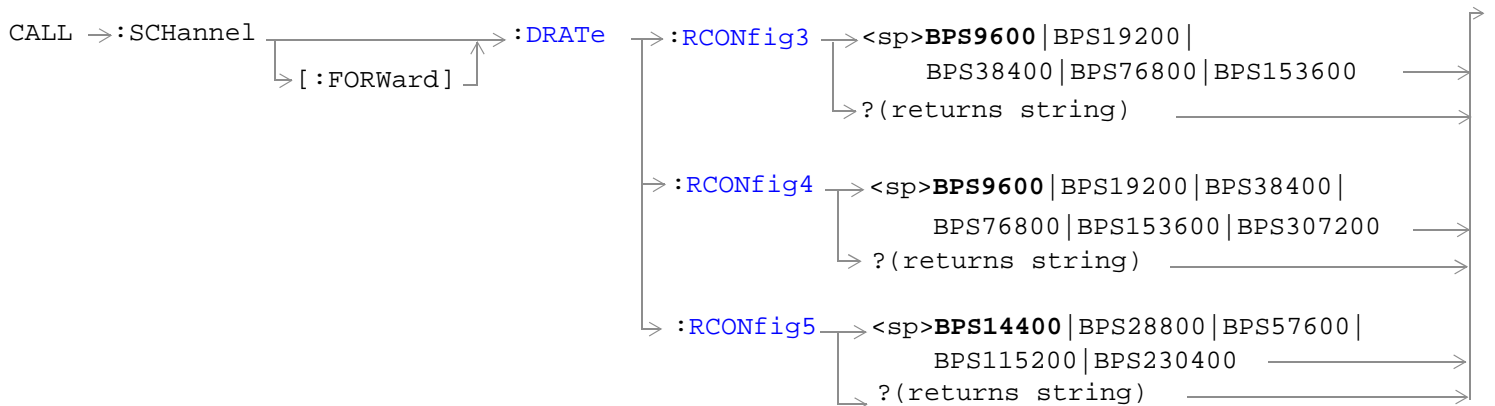 CALL :SCHannel :DRATe :RCONfig3 <sp>BPS9600|BPS19200|
[:FORWard] BPS38400|BPS76800|BPS153600
?(returns string)
:RCONfig4 <sp>BPS9600|BPS19200|BPS38400|
BPS76800|BPS153600|BPS307200
?(returns string)
:RCONfig5 <sp>BPS14400|BPS28800|BPS57600|
BPS115200|BPS230400
?(returns string)